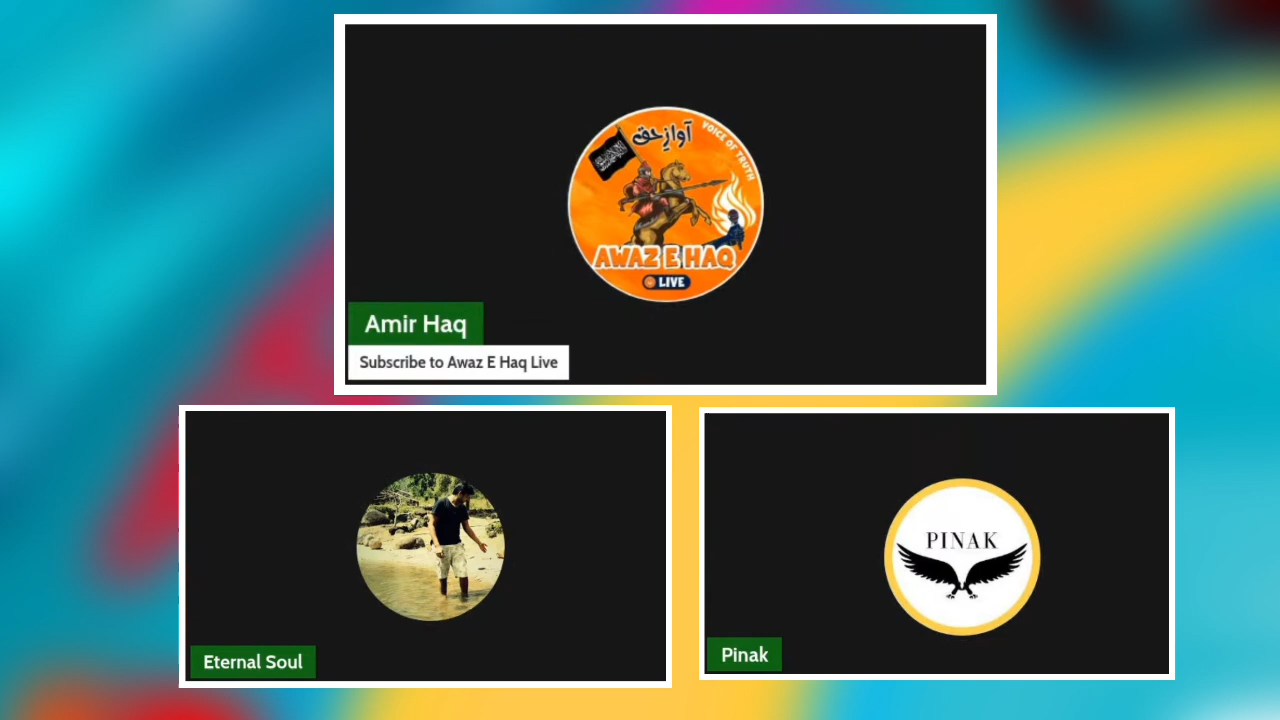 آوازِ حق
VOICE OF TRUTH
AWAZ E HAQ
LIVE
Amir Haq
Subscribe to Awaz E Haq Live
Eternal Soul
PINAK
Pinak